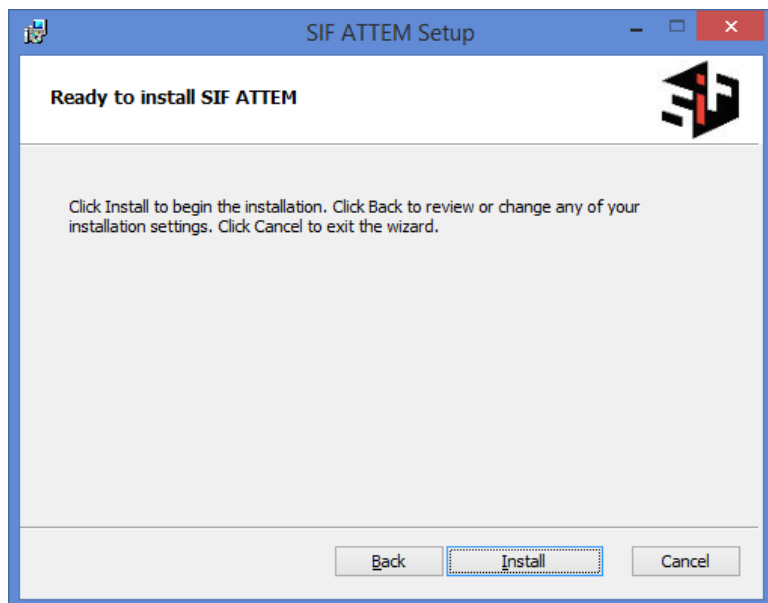 SIF ATTEM Setup
Ready to install SIF ATTEM
SiF
Click Install to begin the installation. Click Back to review or change any of your
installation settings. Click Cancel to exit the wizard.
Back
Install
Cancel